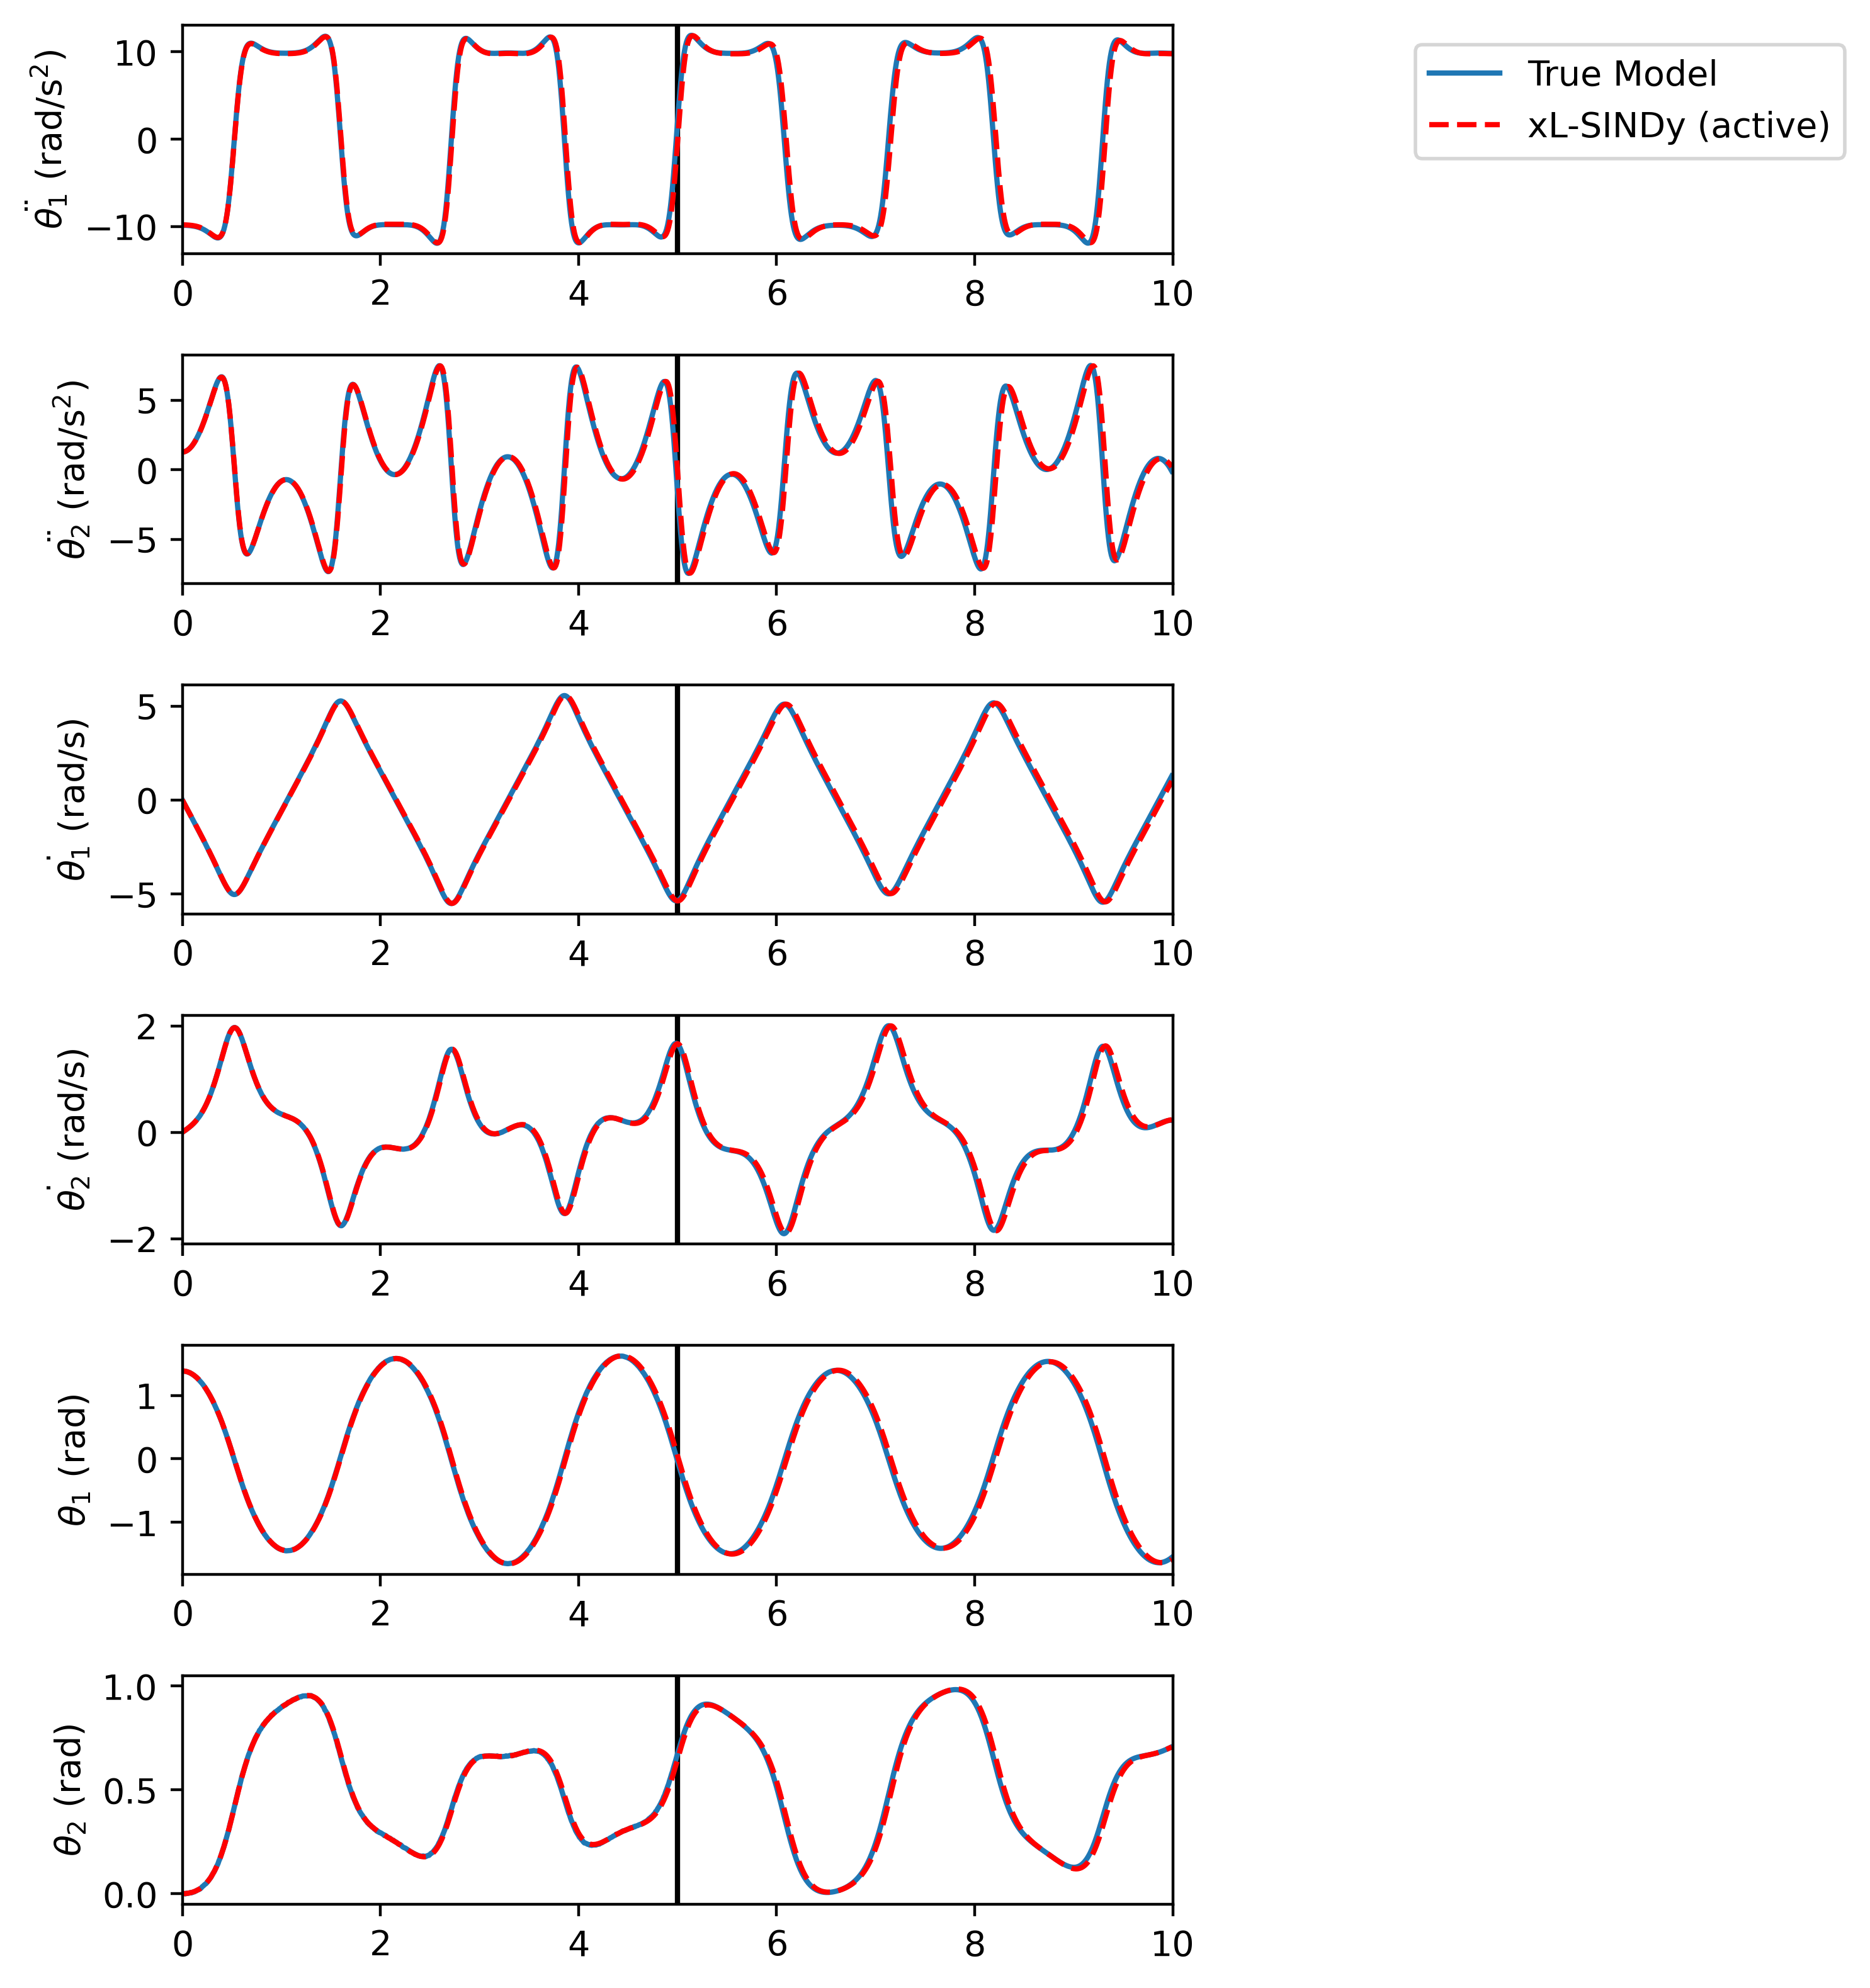 True Model
xL-SINDy (active)
θ̈₁ (rad/s²)
10
0
−10
0 2 4 6 8 10
θ̈₂ (rad/s²)
5
0
−5
0 2 4 6 8 10
θ̇₁ (rad/s)
5
0
−5
0 2 4 6 8 10
θ̇₂ (rad/s)
2
0
−2
0 2 4 6 8 10
θ₁ (rad)
1
0
−1
0 2 4 6 8 10
θ₂ (rad)
1.0
0.5
0.0
0 2 4 6 8 10